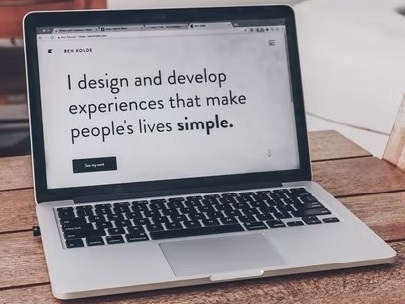 BEN KOLDE
I design and develop
experiences that make
people's lives simple.
See my work